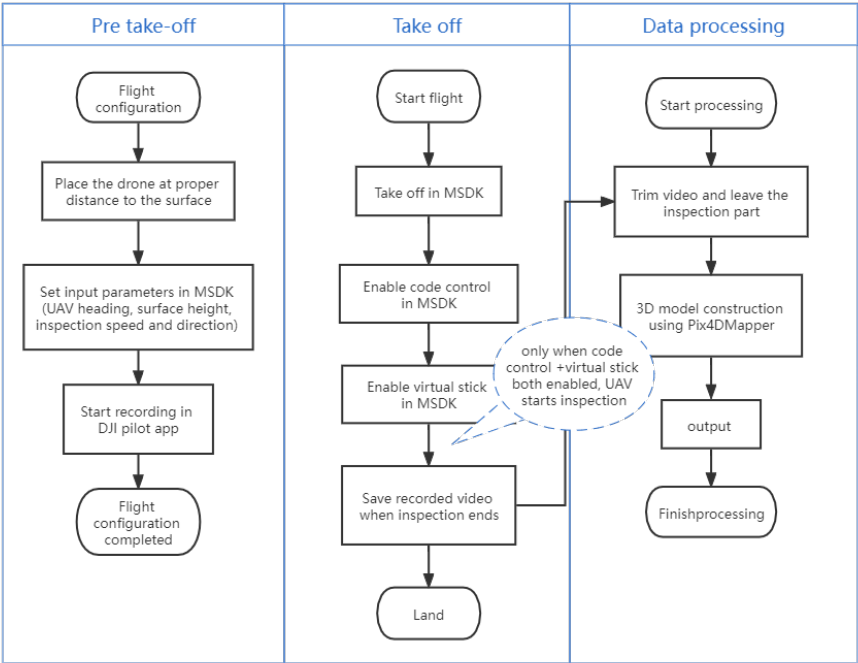 Pre take-off
Flight
configuration
Place the drone at proper
distance to the surface
Set input parameters in MSDK
(UAV heading, surface height,
inspection speed and direction)
Start recording in
DJI pilot app
Flight
configuration
completed
Take off
Start flight
Take off in MSDK
Enable code control
in MSDK
Enable virtual stick
in MSDK
only when code
control +virtual stick
both enabled, UAV
starts inspection
Save recorded video
when inspection ends
Land
Data processing
Start processing
Trim video and leave the
inspection part
3D model construction
using Pix4DMapper
output
Finishprocessing